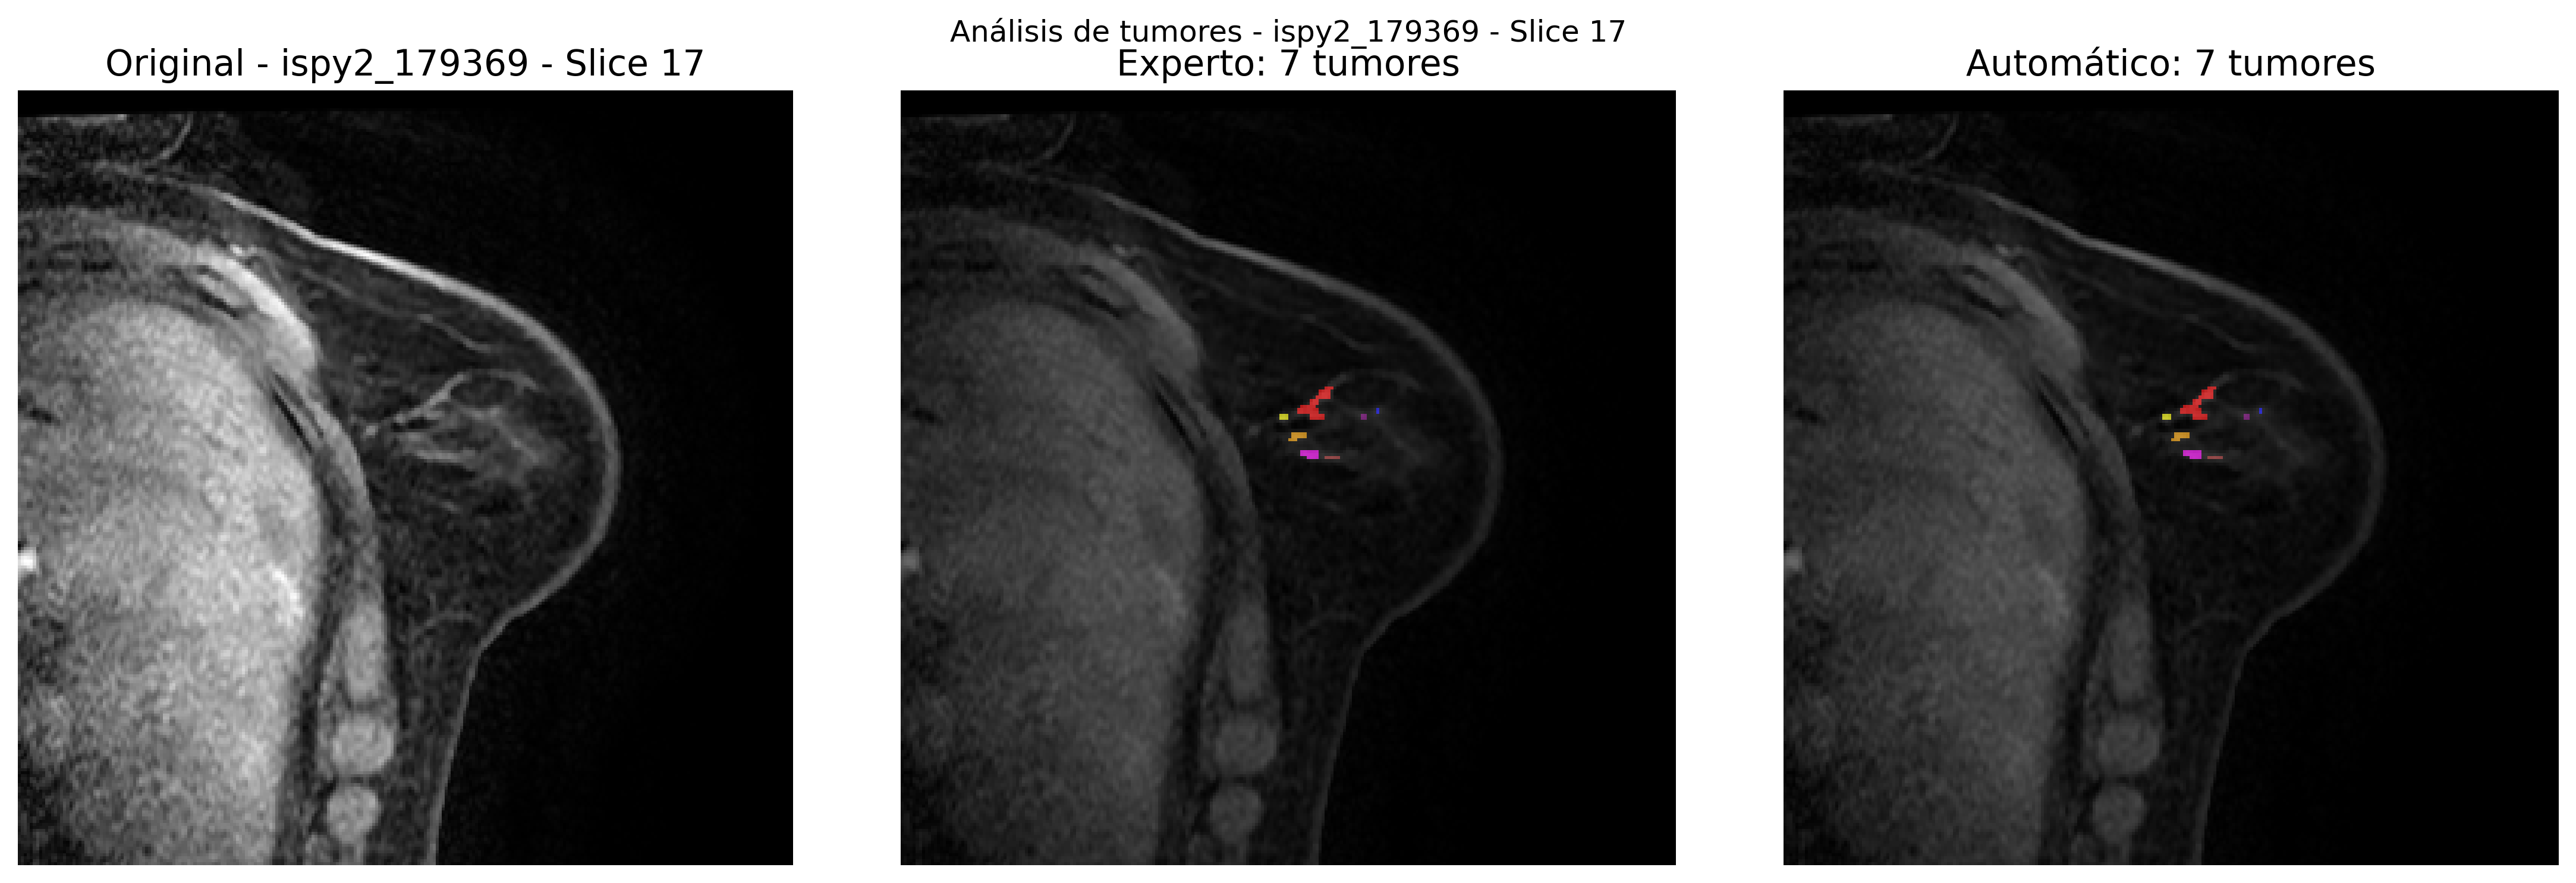 Análisis de tumores - ispy2_179369 - Slice 17
Original - ispy2_179369 - Slice 17
Experto: 7 tumores
Automático: 7 tumores